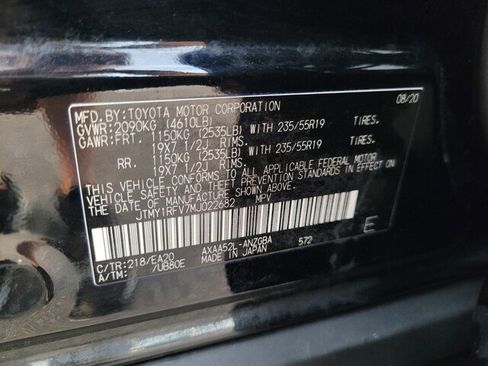 MFD.BY:TOYOTA MOTOR CORPORATION 08/20
GVWR:2090KG (4610LB)
GAWR:FRT. 1150KG (2535LB) WITH 235/55R19 TIRES.
19X7 1/2J RIMS.
RR. 1150KG (2535LB) WITH 235/55R19 TIRES.
19X7 1/2J RIMS.
THIS VEHICLE CONFORMS TO ALL APPLICABLE FEDERAL MOTOR
VEHICLE SAFETY AND THEFT PREVENTION STANDARDS IN EFFECT
ON THE DATE OF MANUFACTURE SHOWN ABOVE.
JTMY1RFV7MJ022682 MPV
E
C/TR:218/EA20 AXAA52L-ANZGBA 572
A/TM: 7UB80E MADE IN JAPAN